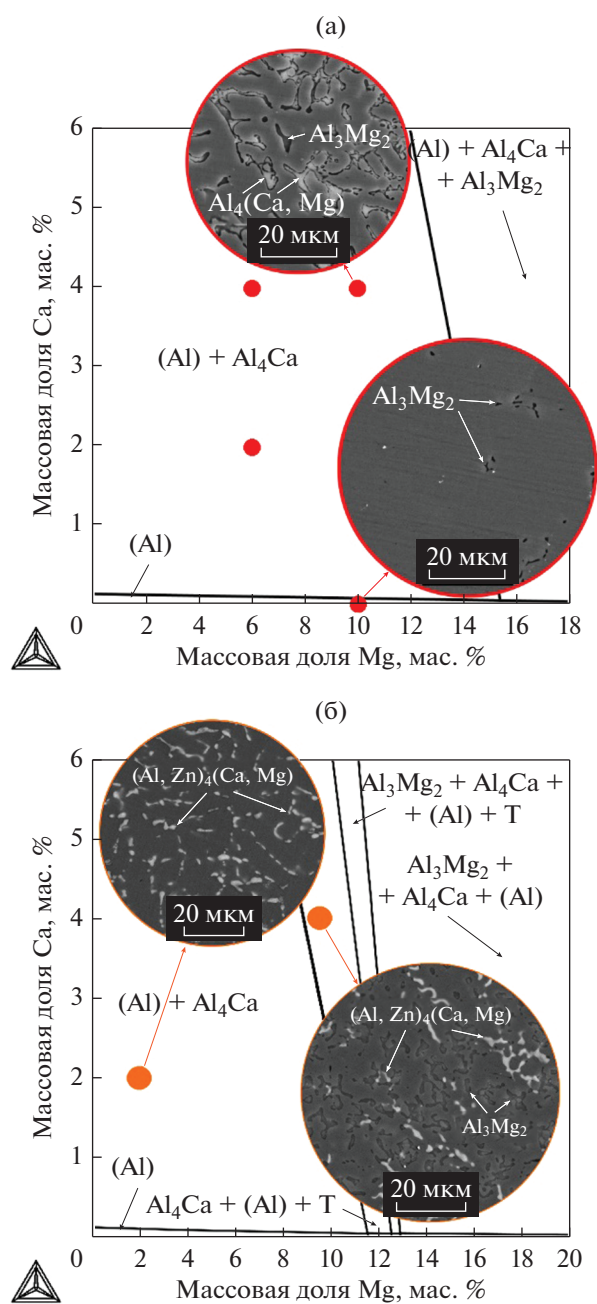 (а)
Al3Mg2
Al4(Ca, Mg)
20 мкм
(Al) + Al4Ca +
+ Al3Mg2
(Al) + Al4Ca
Al3Mg2
20 мкм
(Al)
6
5
4
3
2
1
0
2
4
6
8
10
12
14
16
18
Массовая доля Ca, мас. %
Массовая доля Mg, мас. %
(б)
(Al, Zn)4(Ca, Mg)
20 мкм
Al3Mg2 + Al4Ca +
+ (Al) + T
Al3Mg2 +
+ Al4Ca + (Al)
(Al) + Al4Ca
(Al, Zn)4(Ca, Mg)
Al3Mg2
20 мкм
(Al)
Al4Ca + (Al) + T
6
5
4
3
2
1
0
2
4
6
8
10
12
14
16
18
20
Массовая доля Ca, мас. %
Массовая доля Mg, мас. %